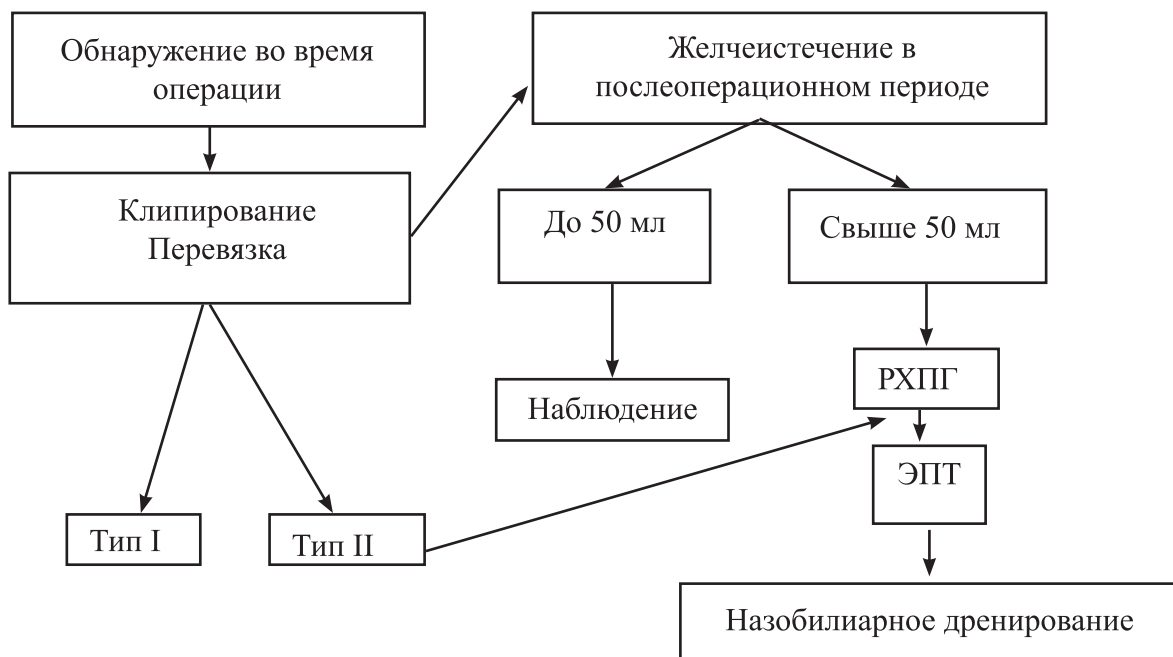 Обнаружение во время
операции
Желчеистечение в
послеоперационном периоде
Клипирование
Перевязка
До 50 мл
Свыше 50 мл
РХПГ
Наблюдение
ЭПТ
Тип I
Тип II
Назобилиарное дренирование